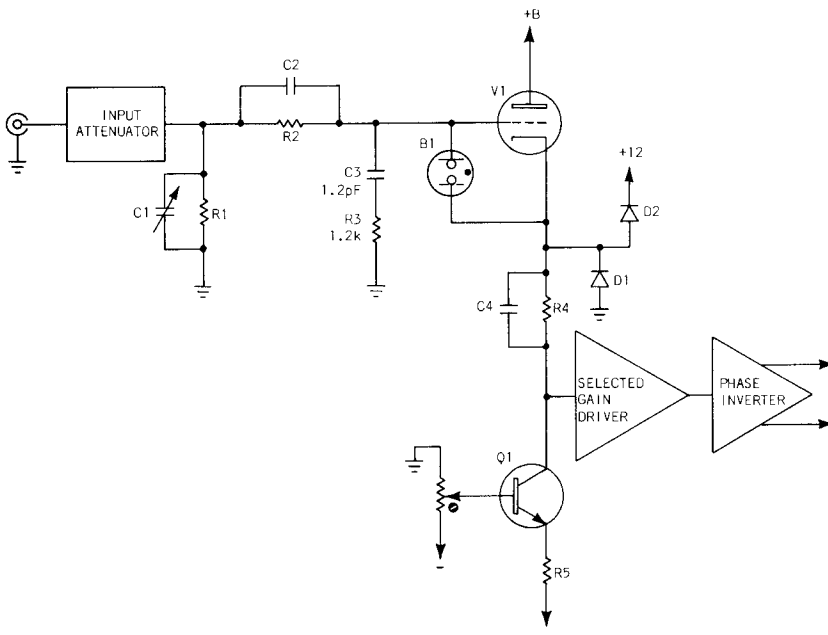 +B
C2
V1
INPUT
ATTENUATOR
R2
B1
+12
C3
1.2pF
D2
C1
R1
R3
1.2k
D1
C4
R4
SELECTED
GAIN
DRIVER
PHASE
INVERTER
Q1
-
R5